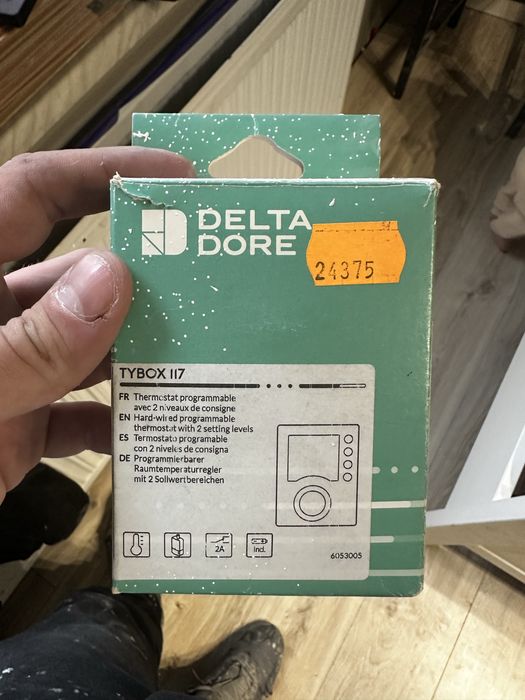 DELTA
DORE
24375
TYBOX 117
FR Thermostat programmable
avec 2 niveaux de consigne
EN Hard-wired programmable
thermostat with 2 setting levels
ES Termostato programable
con 2 niveles de consigna
DE Programmierbarer
Raumtemperaturregler
mit 2 Sollwertbereichen
2A
Incl.
6053005